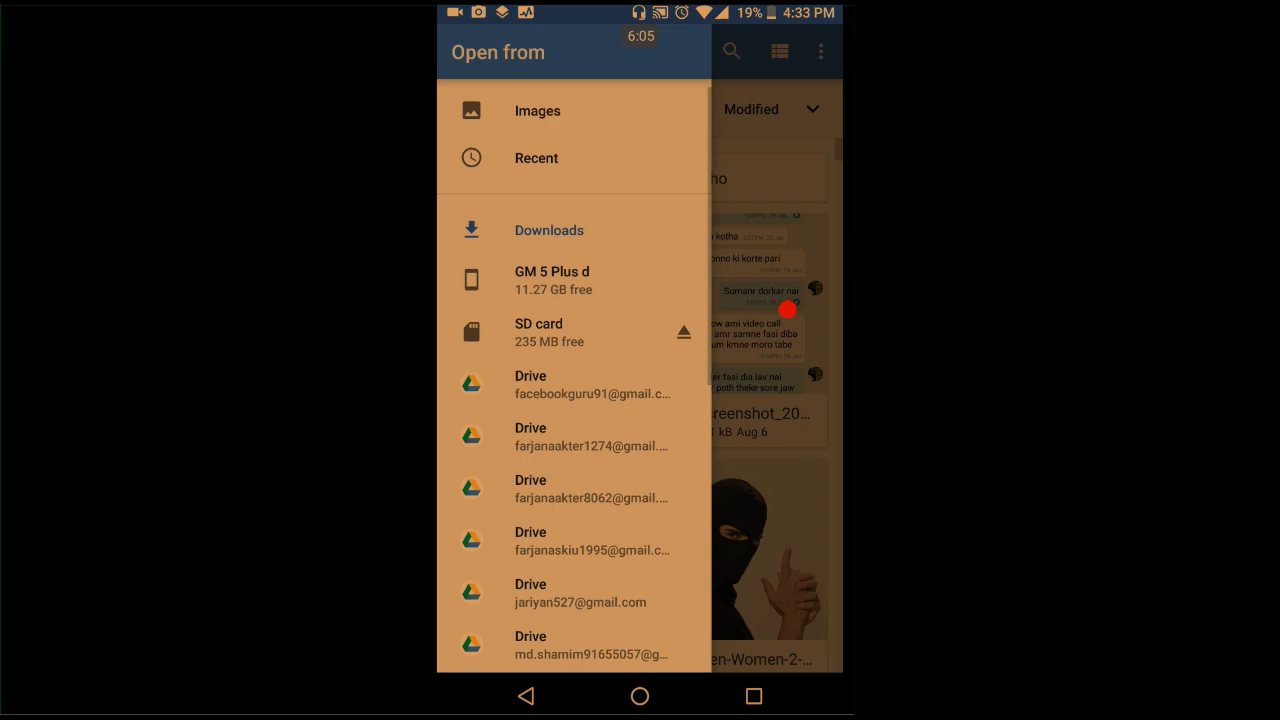 19% 4:33 PM
6:05
Open from
Images
Recent
Downloads
GM 5 Plus d
11.27 GB free
SD card
235 MB free
Drive
facebookguru91@gmail.c...
Drive
farjanaakter1274@gmail....
Drive
farjanaakter8062@gmail....
Drive
farjanaskiu1995@gmail.c...
Drive
jariyan527@gmail.com
Drive
md.shamim91655057@g...
Modified
ho
kotha
onno ki korte pari
Sumanr dorkar nai
ow ami video call
amr samne fasi diba
um kmne moro tabe
er fasi dia lav nai
poth theke sore jaw
creenshot_20...
kB Aug 6
en-Women-2-...